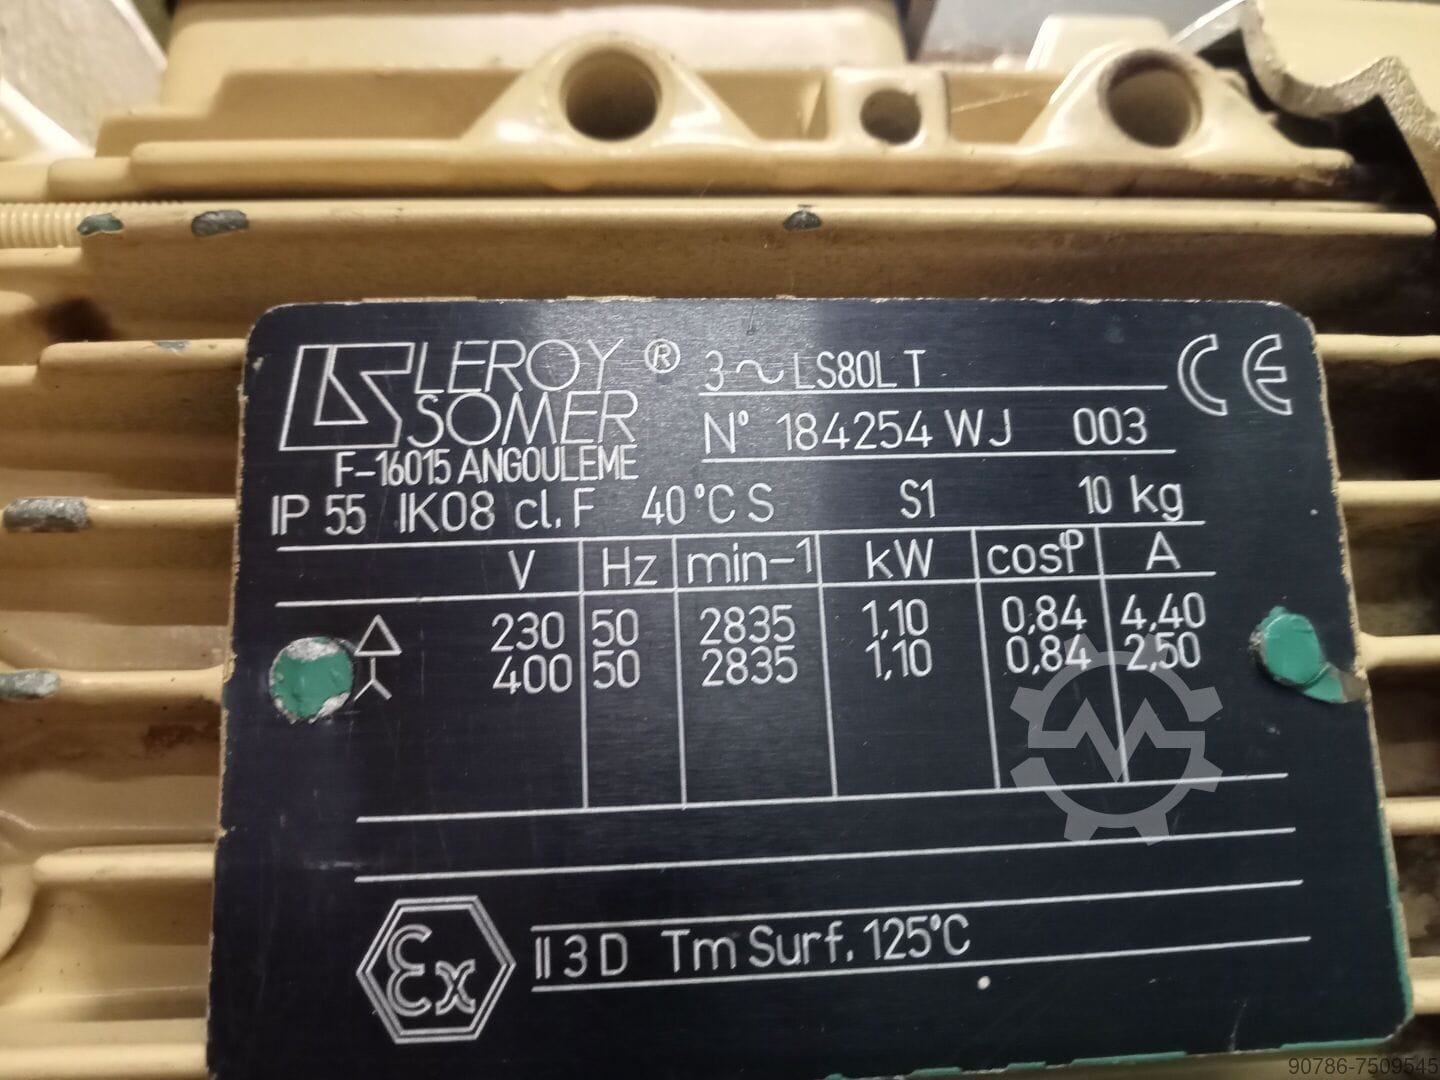 LEROY ® 3~ LS80L T CE
SOMER N° 184254 WJ 003
F-16015 ANGOULEME
IP 55 IK08 cl. F 40°C S S1 10 kg
V Hz min-1 kW cosφ A
Δ 230 50 2835 1,10 0,84 4,40
Y 400 50 2835 1,10 0,84 2,50
Ex II 3 D Tm Surf. 125°C
90786-7509545